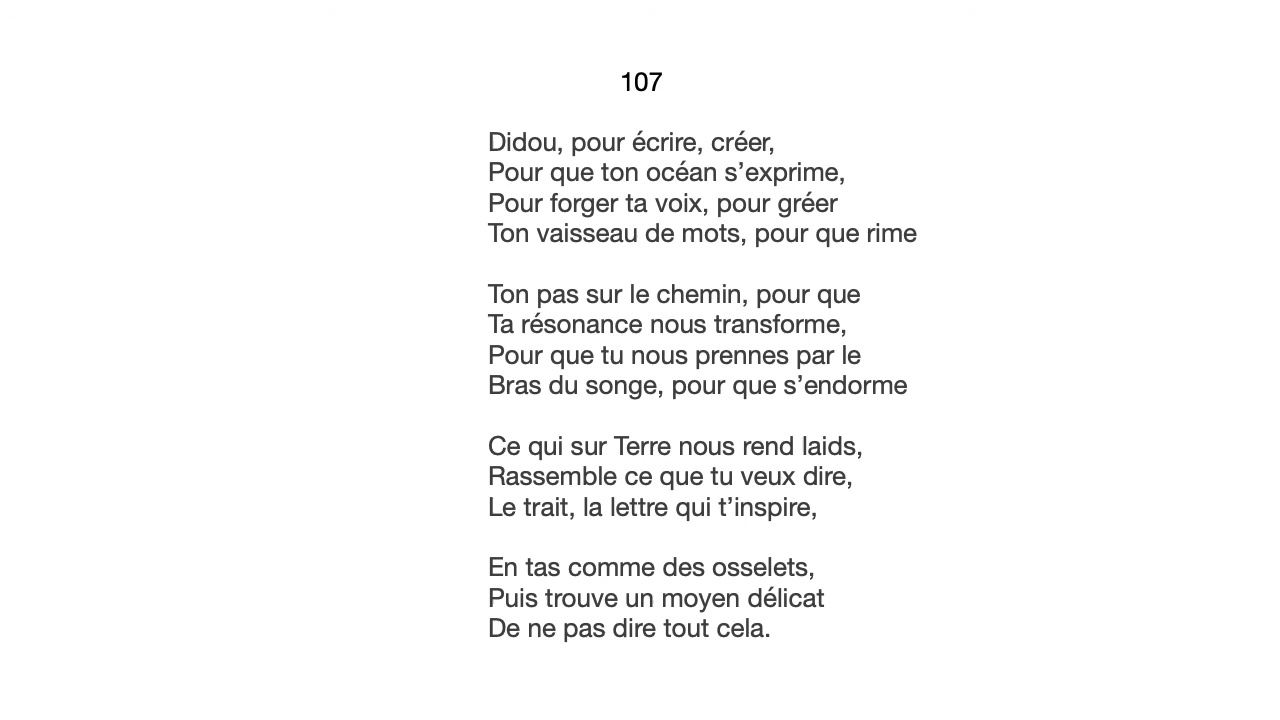 107
Didou, pour écrire, créer,
Pour que ton océan s’exprime,
Pour forger ta voix, pour gréer
Ton vaisseau de mots, pour que rime
Ton pas sur le chemin, pour que
Ta résonance nous transforme,
Pour que tu nous prennes par le
Bras du songe, pour que s’endorme
Ce qui sur Terre nous rend laids,
Rassemble ce que tu veux dire,
Le trait, la lettre qui t’inspire,
En tas comme des osselets,
Puis trouve un moyen délicat
De ne pas dire tout cela.